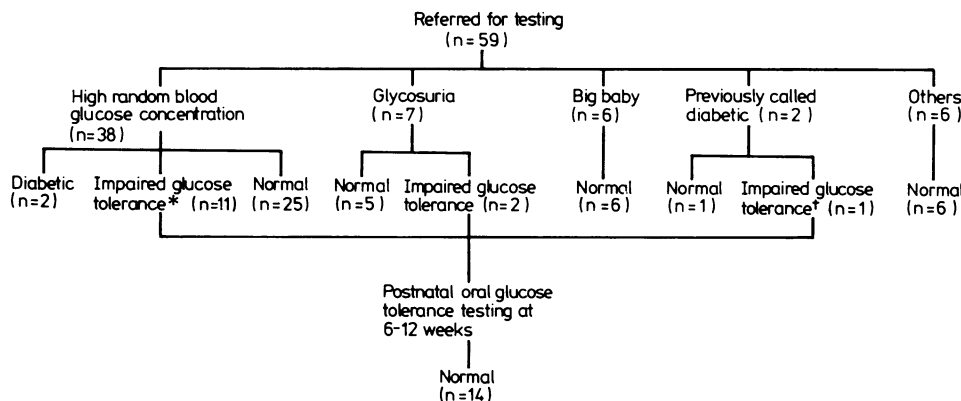 Referred for testing
(n=59)
High random blood
glucose concentration
(n=38)
Glycosuria
(n=7)
Big baby
(n=6)
Previously called
diabetic (n=2)
Others
(n=6)
Diabetic
(n=2)
Impaired glucose
tolerance* (n=11)
Normal
(n=25)
Normal
(n=5)
Impaired glucose
tolerance (n=2)
Normal
(n=6)
Normal
(n=1)
Impaired glucose
tolerance† (n=1)
Normal
(n=6)
Postnatal oral glucose
tolerance testing at
6-12 weeks
Normal
(n=14)